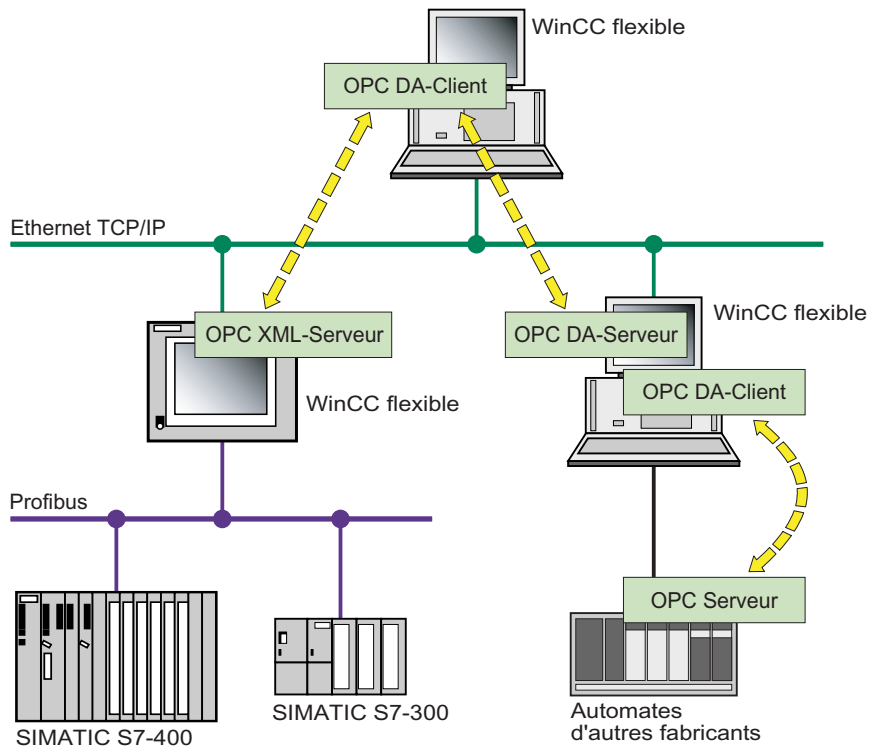 WinCC flexible
OPC DA-Client
Ethernet TCP/IP
OPC XML-Serveur
OPC DA-Serveur
WinCC flexible
OPC DA-Client
WinCC flexible
Profibus
OPC Serveur
SIMATIC S7-400
SIMATIC S7-300
Automates
d'autres fabricants